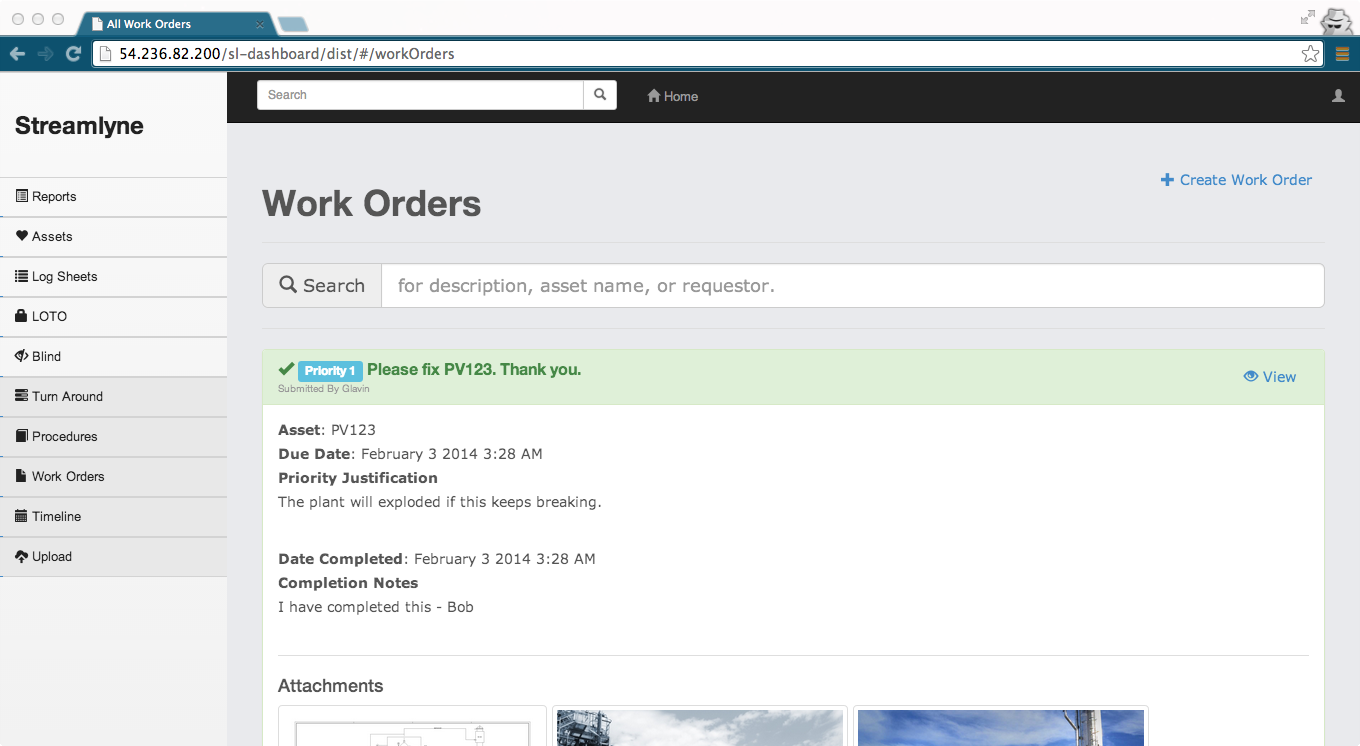 All Work Orders
54.236.82.200/sl-dashboard/dist/#/workOrders
Search
Home
Streamlyne
Reports
Assets
Log Sheets
LOTO
Blind
Turn Around
Procedures
Work Orders
Timeline
Upload
Create Work Order
Work Orders
Search for description, asset name, or requestor.
Priority 1 Please fix PV123. Thank you.
Submitted By Glavin
View
Asset: PV123
Due Date: February 3 2014 3:28 AM
Priority Justification
The plant will exploded if this keeps breaking.
Date Completed: February 3 2014 3:28 AM
Completion Notes
I have completed this - Bob
Attachments